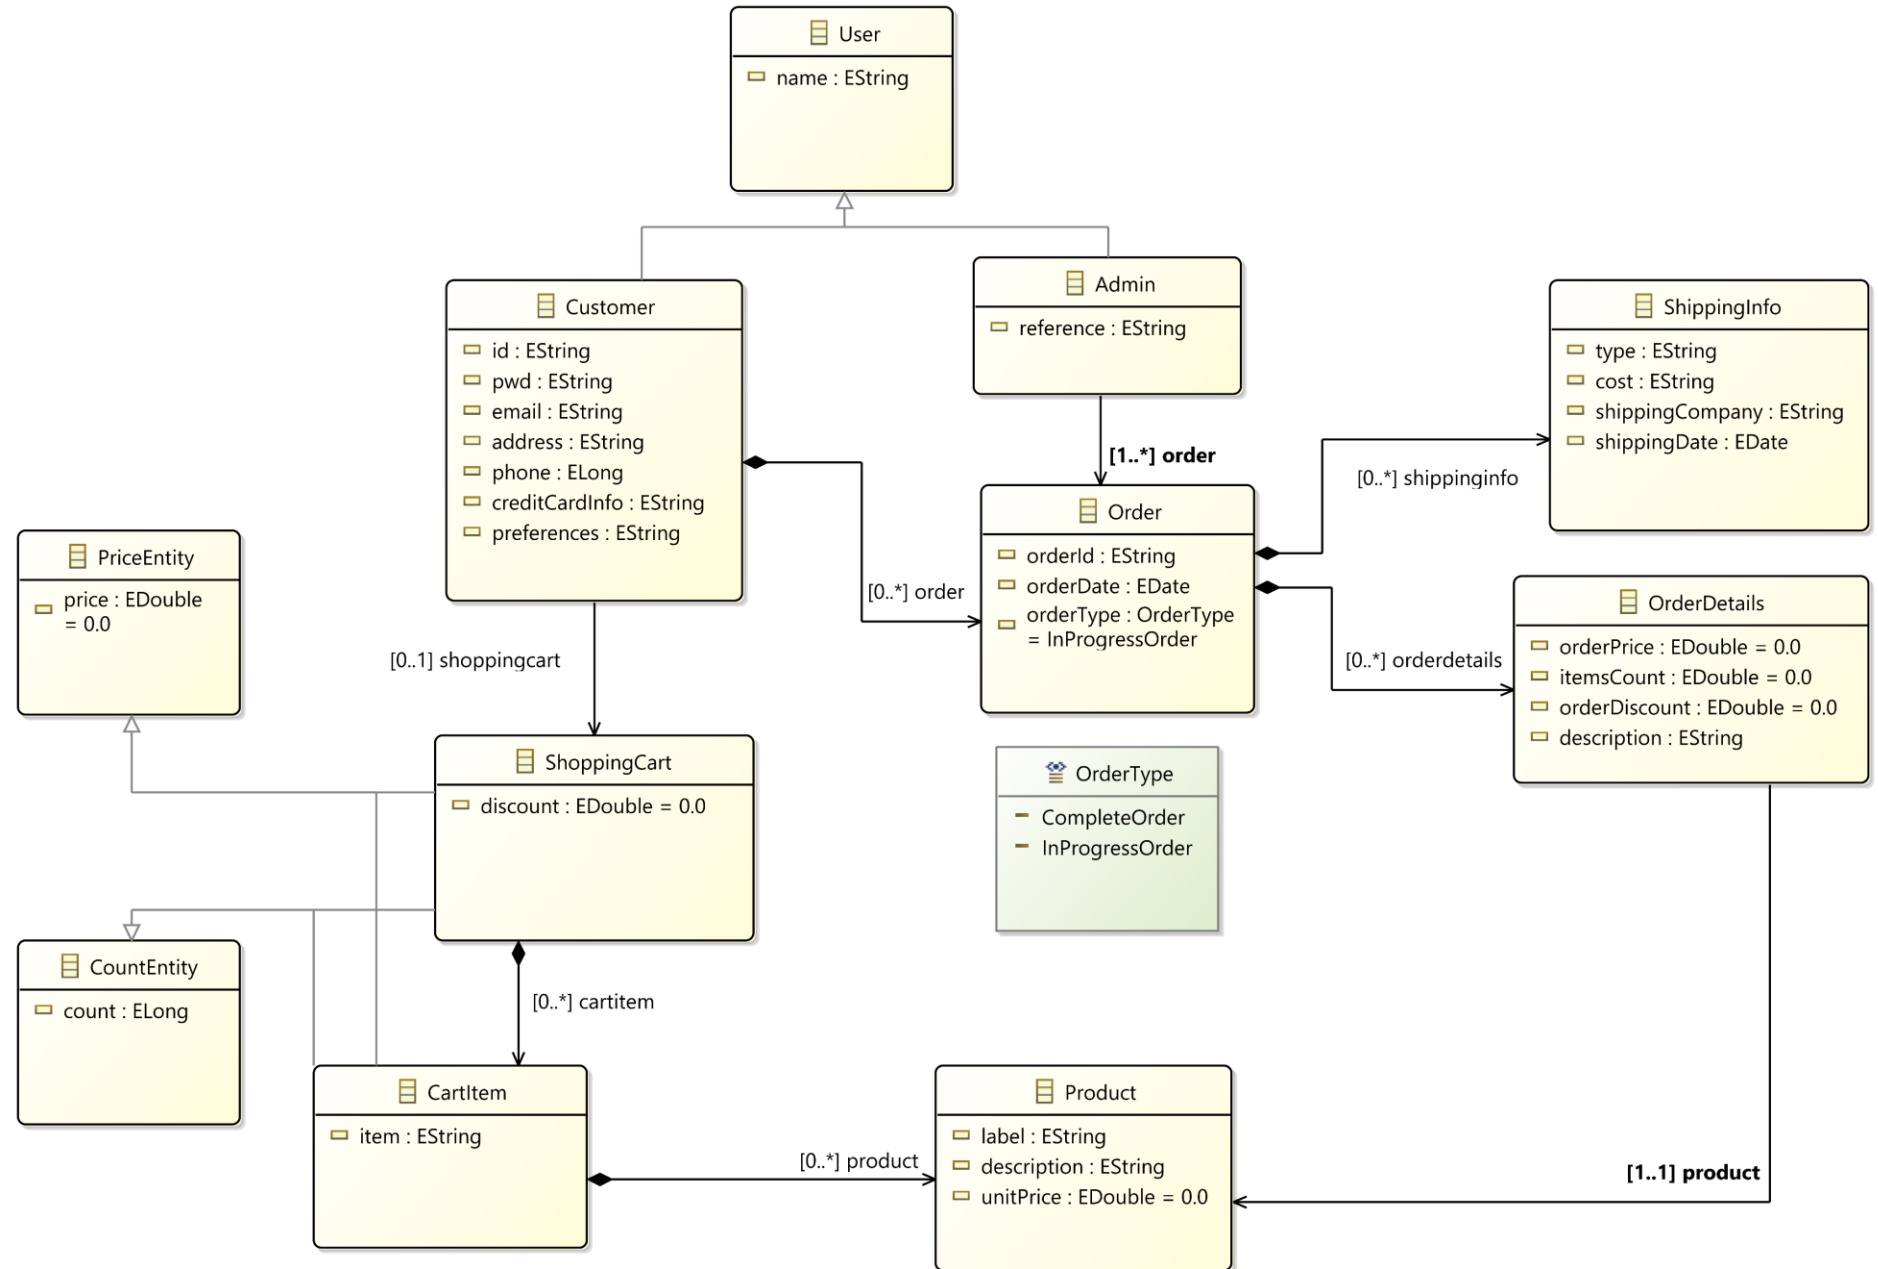 User
name : EString
Customer
id : EString
pwd : EString
email : EString
address : EString
phone : ELong
creditCardInfo : EString
preferences : EString
Admin
reference : EString
[1..*] order
ShippingInfo
type : EString
cost : EString
shippingCompany : EString
shippingDate : EDate
[0..*] shippinginfo
Order
orderId : EString
orderDate : EDate
orderType : OrderType
= InProgressOrder
[0..*] order
PriceEntity
price : EDouble
= 0.0
OrderDetails
orderPrice : EDouble = 0.0
itemsCount : EDouble = 0.0
orderDiscount : EDouble = 0.0
description : EString
[0..*] orderdetails
[0..1] shoppingcart
ShoppingCart
discount : EDouble = 0.0
OrderType
CompleteOrder
InProgressOrder
CountEntity
count : ELong
[0..*] cartitem
CartItem
item : EString
[0..*] product
Product
label : EString
description : EString
unitPrice : EDouble = 0.0
[1..1] product